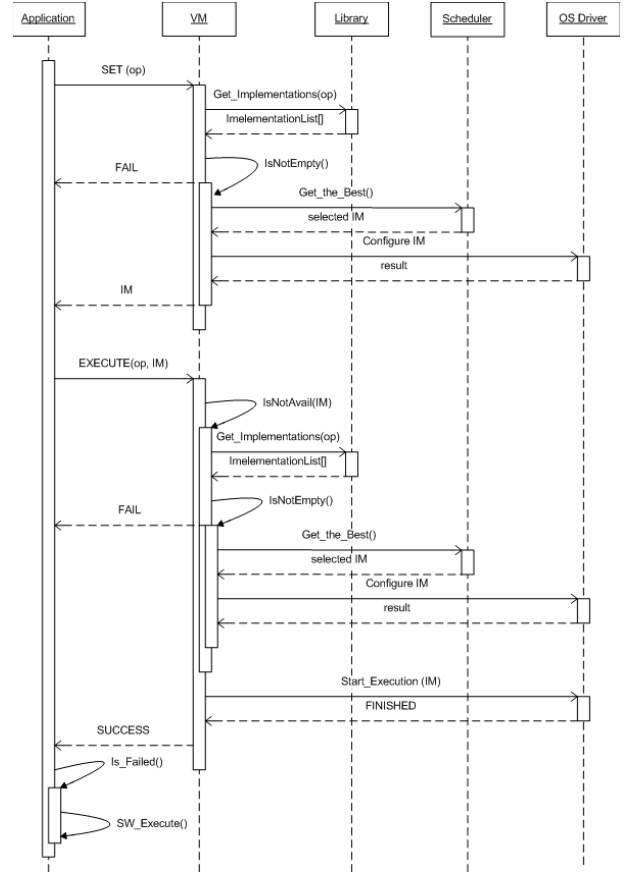 Application VM Library Scheduler OS Driver
SET (op)
Get_Implementations(op)
ImelementationList[]
IsNotEmpty()
FAIL
Get_the_Best()
selected IM
Configure IM
result
IM
EXECUTE(op, IM)
IsNotAvail(IM)
Get_Implementations(op)
ImelementationList[]
IsNotEmpty()
FAIL
Get_the_Best()
selected IM
Configure IM
result
Start_Execution (IM)
FINISHED
SUCCESS
Is_Failed()
SW_Execute()